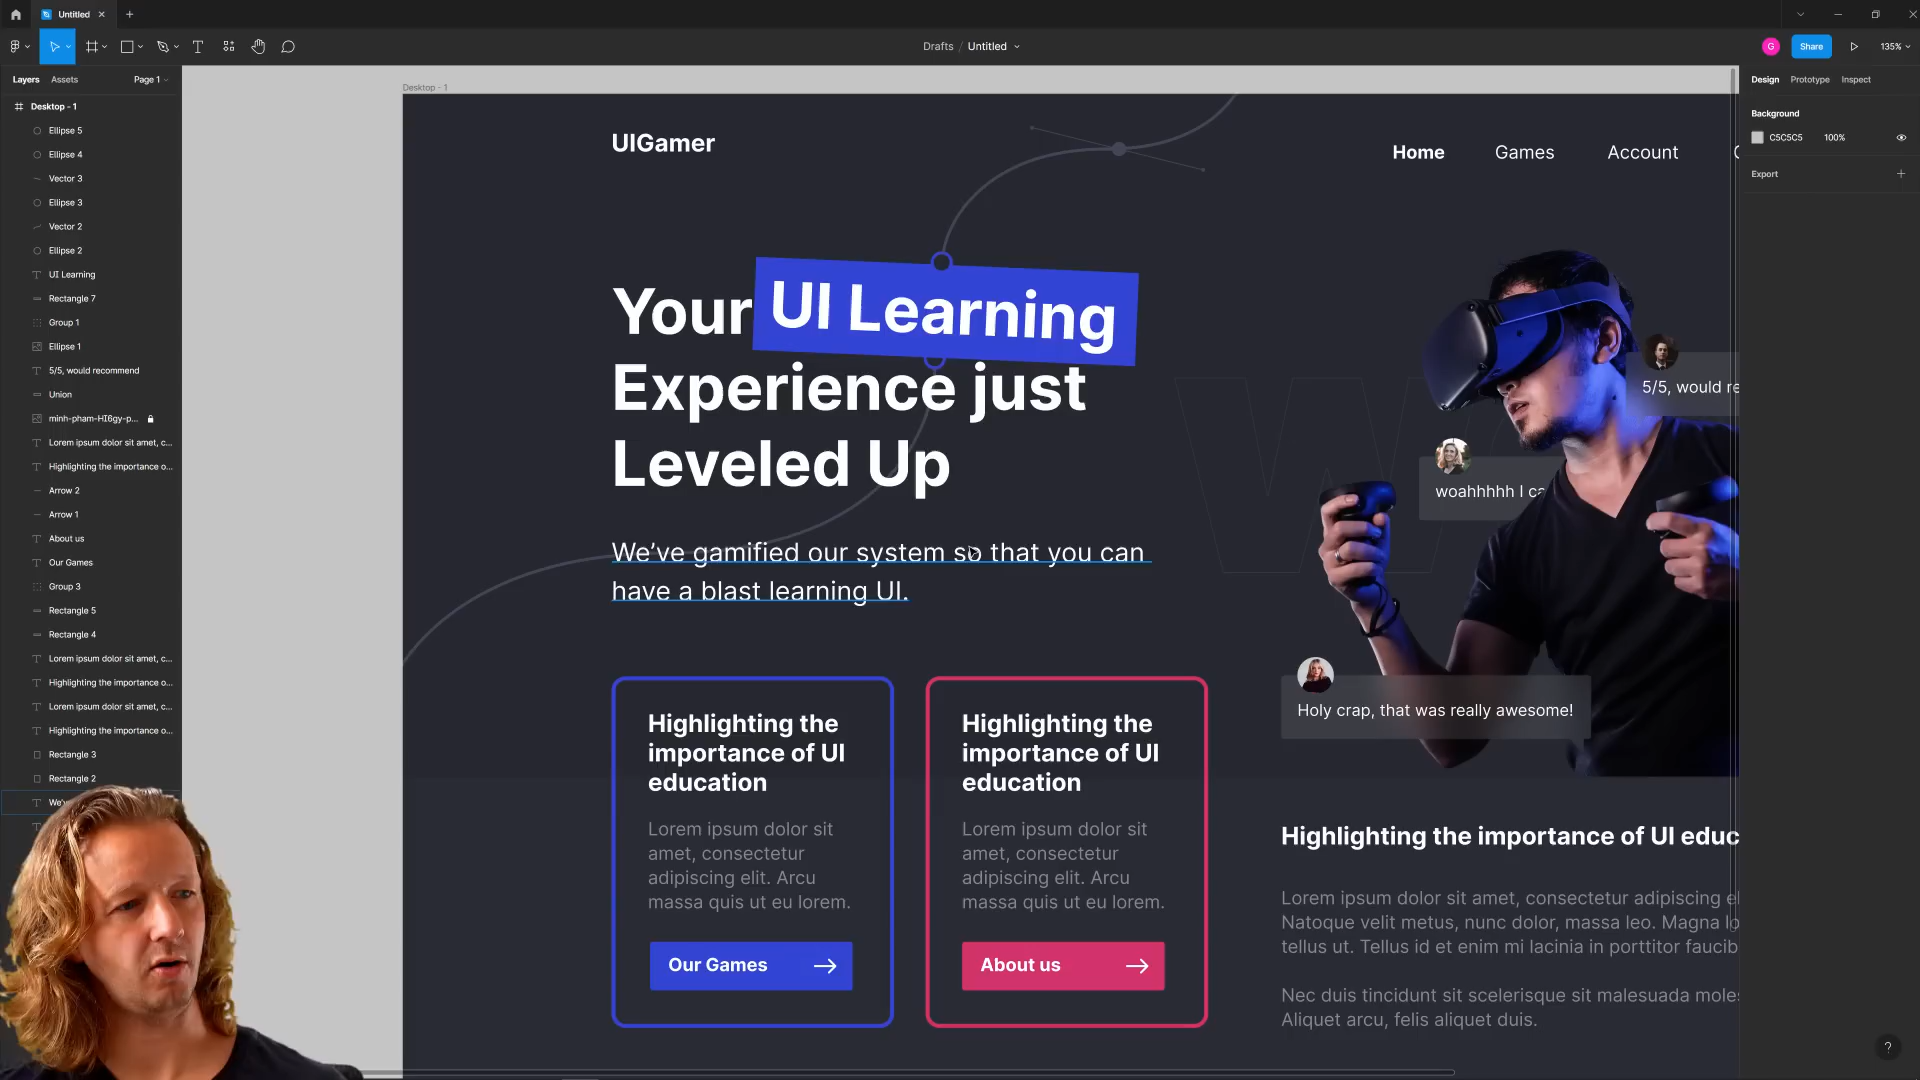 Untitled
Drafts / Untitled
G
Share
135%
Layers
Assets
Page 1
Design
Prototype
Inspect
Desktop - 1
Ellipse 5
Ellipse 4
Vector 3
Ellipse 3
Vector 2
Ellipse 2
UI Learning
Rectangle 7
Group 1
Ellipse 1
5/5, would recommend
Union
minh-pham-HI6gy-p...
Lorem ipsum dolor sit amet, c...
Highlighting the importance o...
Arrow 2
Arrow 1
About us
Our Games
Group 3
Rectangle 5
Rectangle 4
Lorem ipsum dolor sit amet, c...
Highlighting the importance o...
Lorem ipsum dolor sit amet, c...
Highlighting the importance o...
Rectangle 3
Rectangle 2
Background
C5C5C5 100%
Export
Desktop - 1
UIGamer
Home
Games
Account
Your UI Learning
Experience just
Leveled Up
We’ve gamified our system so that you can
have a blast learning UI.
W
5/5, would re
woahhhhh I ca
Holy crap, that was really awesome!
Highlighting the
importance of UI
education
Lorem ipsum dolor sit
amet, consectetur
adipiscing elit. Arcu
massa quis ut eu lorem.
Our Games
Highlighting the
importance of UI
education
Lorem ipsum dolor sit
amet, consectetur
adipiscing elit. Arcu
massa quis ut eu lorem.
About us
Highlighting the importance of UI educ
Lorem ipsum dolor sit amet, consectetur adipiscing e
Natoque velit metus, nunc dolor, massa leo. Magna lo
tellus ut. Tellus id et enim mi lacinia in porttitor faucib
Nec duis tincidunt sit scelerisque sit malesuada moles
Aliquet arcu, felis aliquet duis.
?